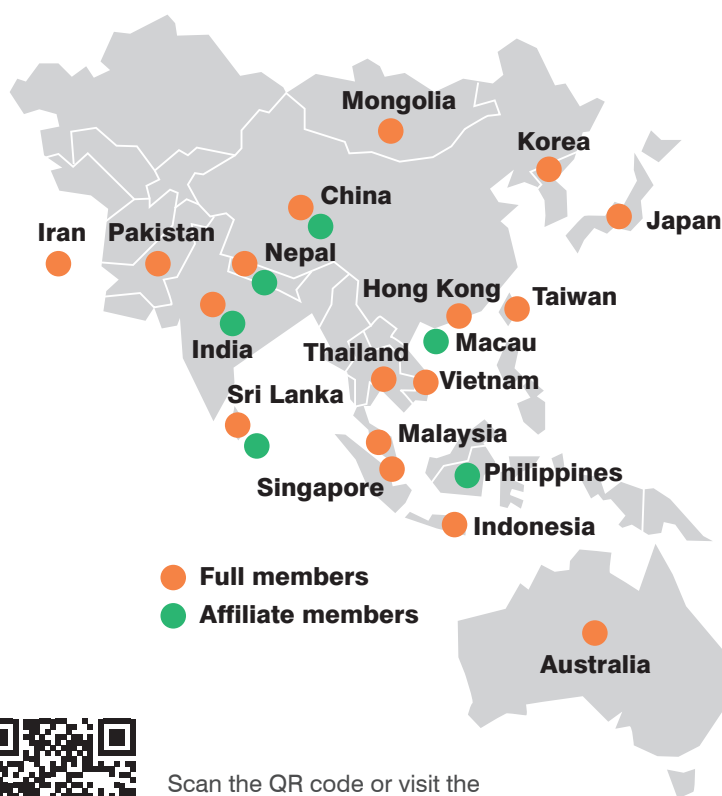 Mongolia
Korea
China
Japan
Iran
Pakistan
Nepal
Hong Kong
Taiwan
India
Macau
Thailand
Vietnam
Sri Lanka
Malaysia
Singapore
Philippines
Indonesia
Full members
Affiliate members
Australia
Scan the QR code or visit the